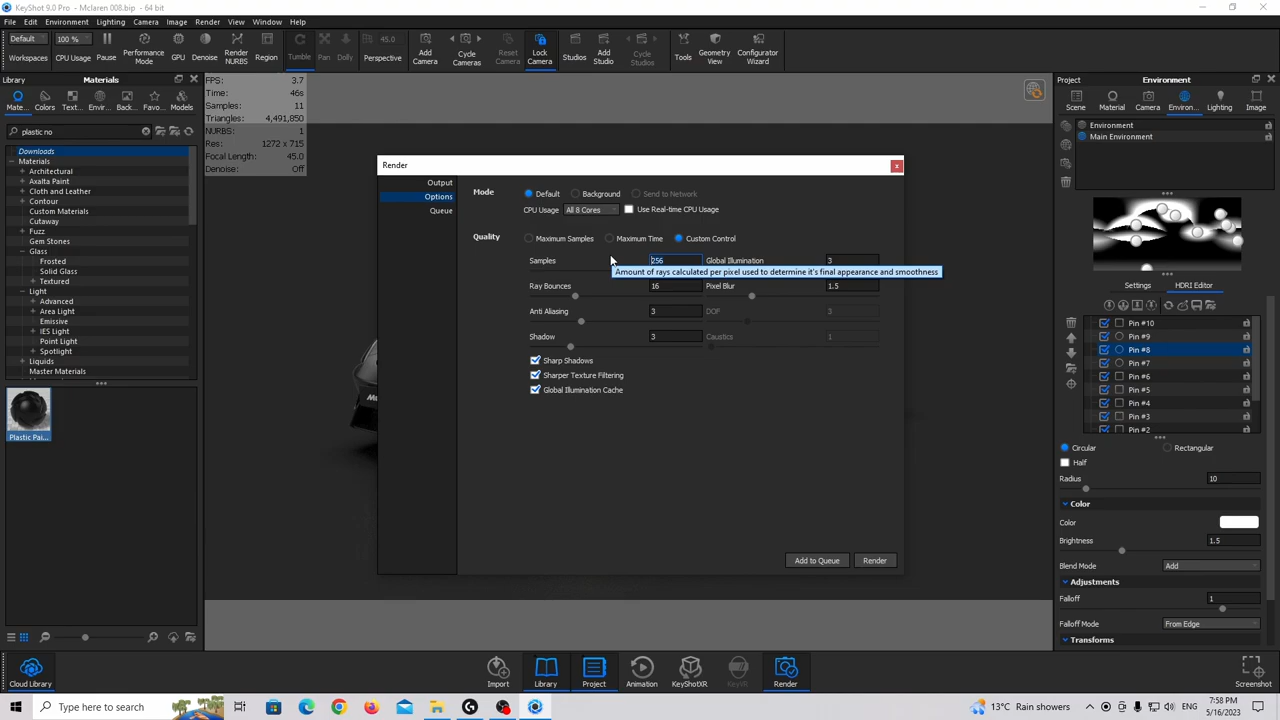 KeyShot 9.0 Pro - Mclaren 008.bip - 64 bit
File Edit Environment Lighting Camera Image Render View Window Help
Default 100 % 45.0
Workspaces CPU Usage Pause Performance Mode GPU Denoise Render NURBS Region Tumble Pan Dolly Perspective Add Camera Cycle Cameras Reset Camera Lock Camera Studios Add Studio Cycle Studios Tools Geometry View Configurator Wizard
Library Materials
Mate... Colors Text... Envir... Back... Favo... Models
plastic no
Downloads
Materials
Architectural
Axalta Paint
Cloth and Leather
Contour
Custom Materials
Cutaway
Fuzz
Gem Stones
Glass
Frosted
Solid Glass
Textured
Light
Advanced
Area Light
Emissive
IES Light
Point Light
Spotlight
Liquids
Master Materials
Plastic Pai...
FPS: 3.7
Time: 46s
Samples: 11
Triangles: 4,491,850
NURBS: 1
Res: 1272 x 715
Focal Length: 45.0
Denoise: Off
Render
Output
Options
Queue
Mode Default Background Send to Network
CPU Usage All 8 Cores Use Real-time CPU Usage
Quality Maximum Samples Maximum Time Custom Control
Samples 256 Global Illumination 3
Amount of rays calculated per pixel used to determine it's final appearance and smoothness
Ray Bounces 16 Pixel Blur 1.5
Anti Aliasing 3 DOF 3
Shadow 3 Caustics 1
Sharp Shadows
Sharper Texture Filtering
Global Illumination Cache
Add to Queue Render
Project Environment
Scene Material Camera Environ... Lighting Image
Environment
Main Environment
Settings HDRI Editor
Pin #10
Pin #9
Pin #8
Pin #7
Pin #6
Pin #5
Pin #4
Pin #3
Pin #2
Circular Rectangular
Half
Radius 10
Color
Color
Brightness 1.5
Blend Mode Add
Adjustments
Falloff 1
Falloff Mode From Edge
Transforms
Cloud Library Import Library Project Animation KeyShotXR KeyVR Render Screenshot
Type here to search 13°C Rain showers ENG 7:58 PM
5/16/2023